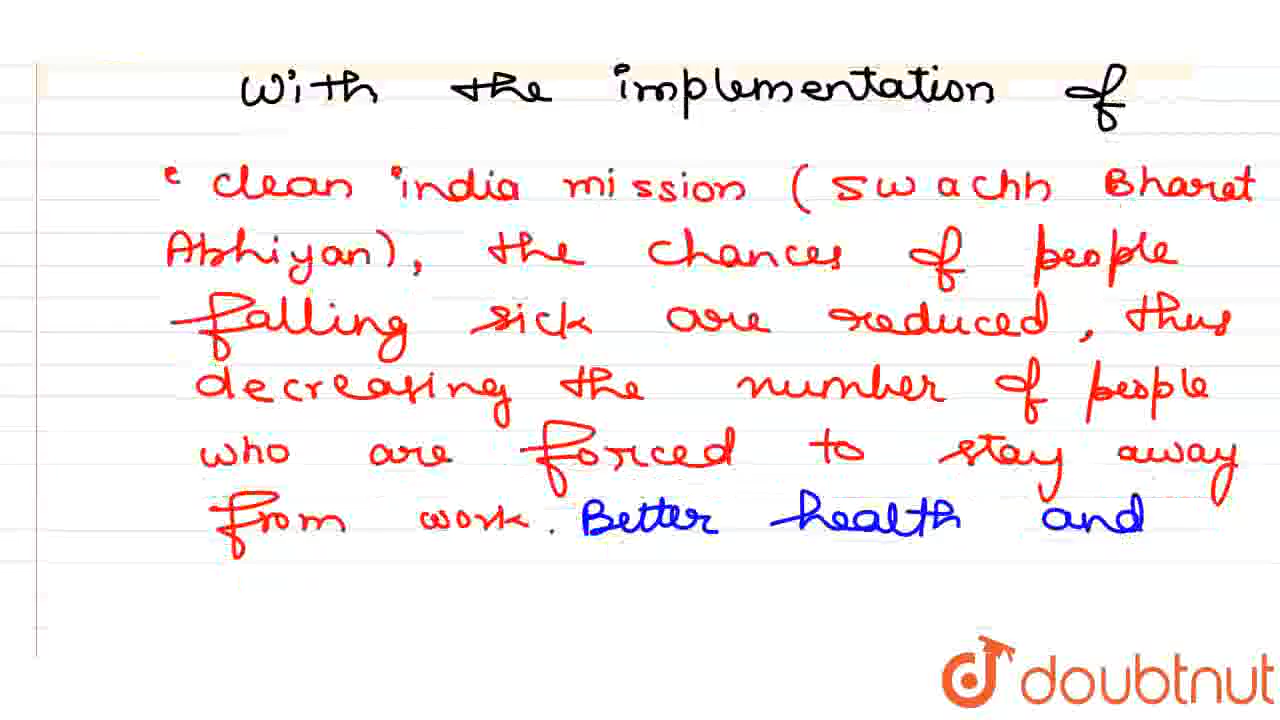 With the implementation of
' clean india mission (Swachh Bharat
Abhiyan), the chances of people
falling sick are reduced, thus
decreasing the number of people
who are forced to stay away
from work. Better health and
doubtnut